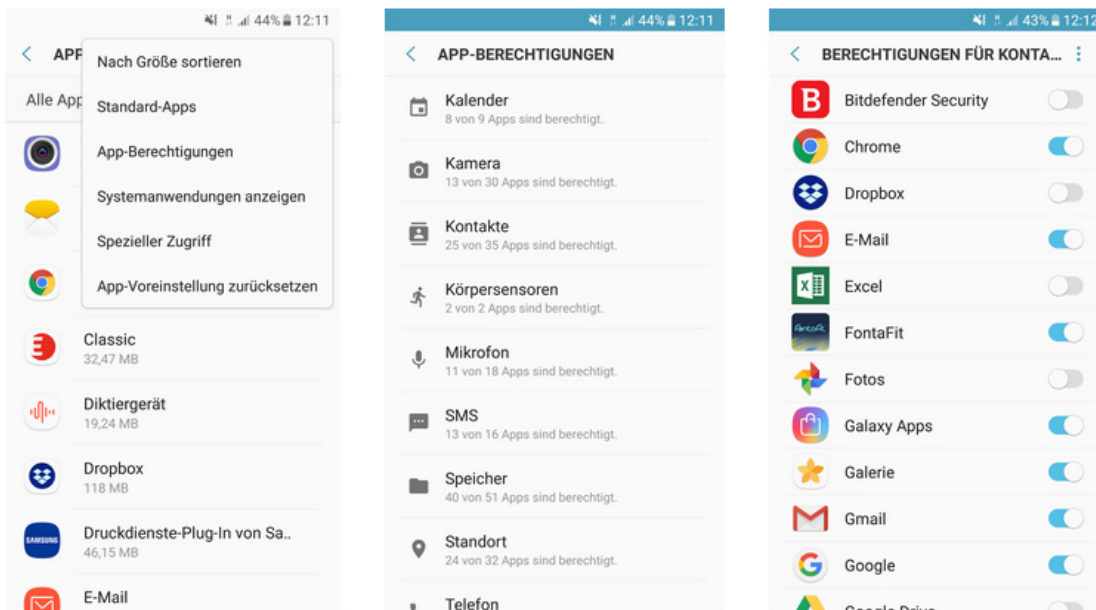 44% 12:11
APP
Nach Größe sortieren
Alle App
Standard-Apps
App-Berechtigungen
Systemanwendungen anzeigen
Spezieller Zugriff
App-Voreinstellung zurücksetzen
Classic
32,47 MB
Diktiergerät
19,24 MB
Dropbox
118 MB
SAMSUNG
Druckdienste-Plug-In von Sa..
46,15 MB
E-Mail
44% 12:11
APP-BERECHTIGUNGEN
Kalender
8 von 9 Apps sind berechtigt.
Kamera
13 von 30 Apps sind berechtigt.
Kontakte
25 von 35 Apps sind berechtigt.
Körpersensoren
2 von 2 Apps sind berechtigt.
Mikrofon
11 von 18 Apps sind berechtigt.
SMS
13 von 16 Apps sind berechtigt.
Speicher
40 von 51 Apps sind berechtigt.
Standort
24 von 32 Apps sind berechtigt.
Telefon
43% 12:12
BERECHTIGUNGEN FÜR KONTA...
B Bitdefender Security
Chrome
Dropbox
E-Mail
Excel
FontaFit
Fotos
Galaxy Apps
Galerie
Gmail
Google
Google Drive